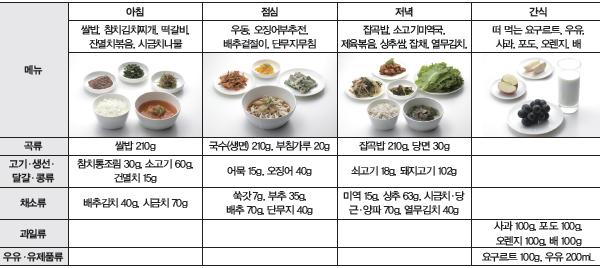 아침 점심 저녁 간식
메뉴
쌀밥, 참치김치찌개, 떡갈비,
잔멸치볶음, 시금치나물
우동, 오징어부추전,
배추겉절이, 단무지무침
잡곡밥, 소고기미역국,
제육볶음, 상추쌈, 잡채, 열무김치,
떠 먹는 요구르트, 우유,
사과, 포도, 오렌지, 배
곡류 쌀밥 210g 국수(생면) 210g, 부침가루 20g 잡곡밥 210g, 당면 30g
고기·생선·
달걀·콩류
참치통조림 30g, 소고기 60g,
건멸치 15g
어묵 15g, 오징어 40g
쇠고기 18g, 돼지고기 102g
채소류
배추김치 40g, 시금치 70g
쑥갓 7g, 부추 35g,
배추 70g, 단무지 40g
미역 15g, 상추 63g, 시금치·당
근·양파 70g, 열무김치 40g
과일류
사과 100g, 포도 100g,
오렌지 100g, 배 100g
우유·유제품류 요구르트 100g, 우유 200mL